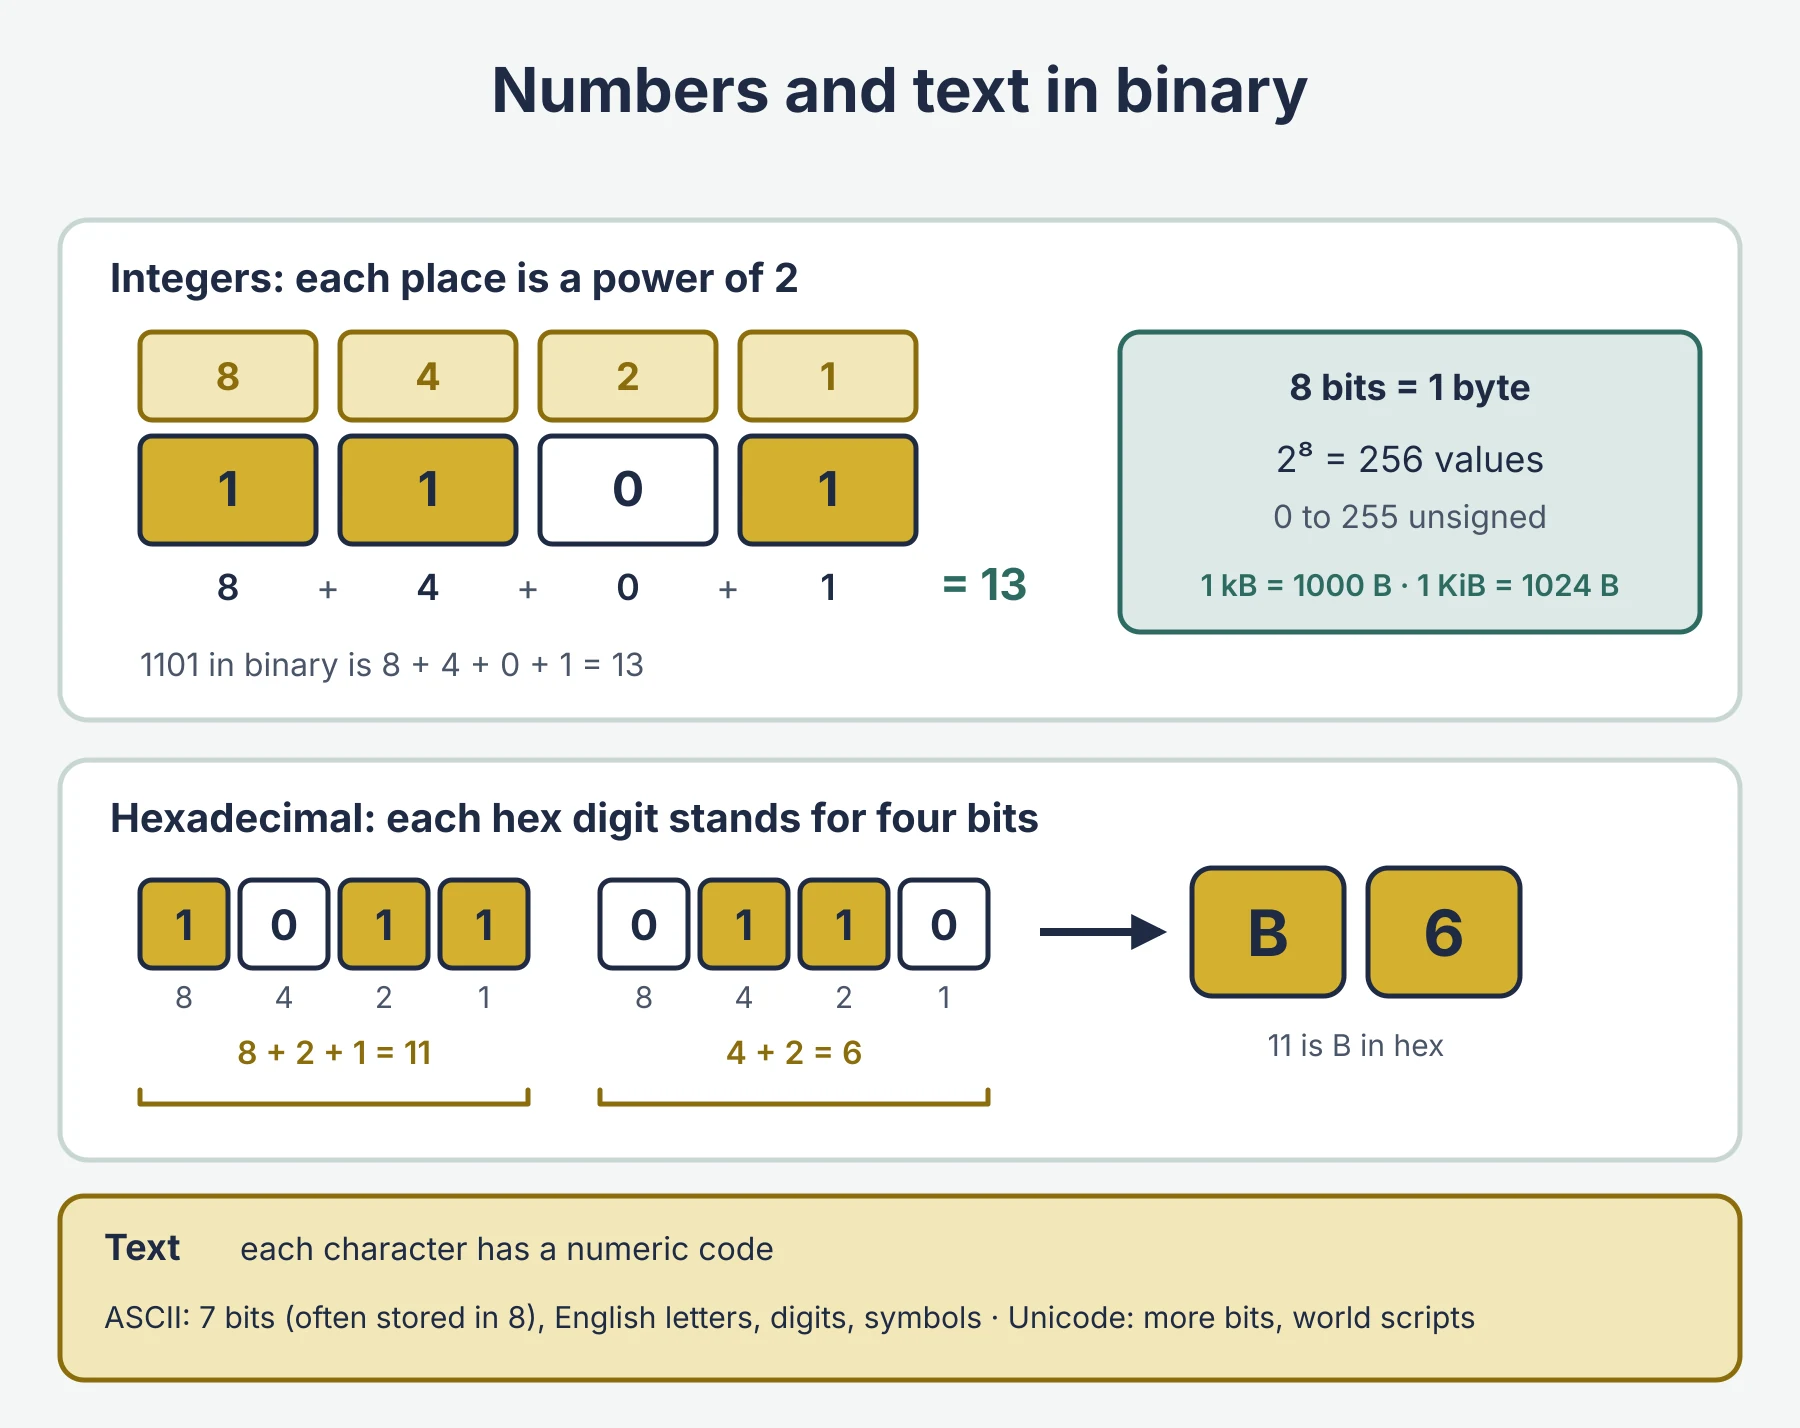 Numbers and text in binary
Integers: each place is a power of 2
8 4 2 1
1 1 0 1
8 + 4 + 0 + 1 = 13
1101 in binary is 8 + 4 + 0 + 1 = 13
8 bits = 1 byte
2⁸ = 256 values
0 to 255 unsigned
1 kB = 1000 B · 1 KiB = 1024 B
Hexadecimal: each hex digit stands for four bits
1 0 1 1 0 1 1 0 B 6
8 4 2 1 8 4 2 1
8 + 2 + 1 = 11 4 + 2 = 6
11 is B in hex
Text each character has a numeric code
ASCII: 7 bits (often stored in 8), English letters, digits, symbols · Unicode: more bits, world scripts